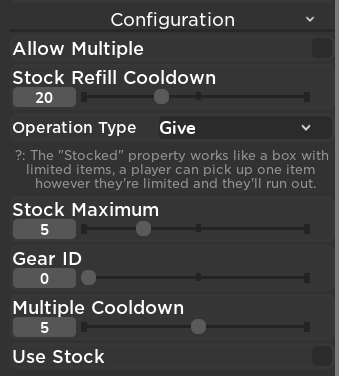 Configuration
Allow Multiple
Stock Refill Cooldown
20
Operation Type Give
?: The "Stocked" property works like a box with
limited items, a player can pick up one item
however they're limited and they'll run out.
Stock Maximum
5
Gear ID
0
Multiple Cooldown
5
Use Stock